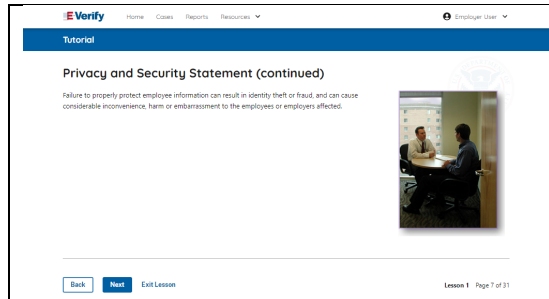 E-Verify Home Cases Reports Resources Employer User
Tutorial
Privacy and Security Statement (continued)
Failure to properly protect employee information can result in identity theft or fraud, and can cause
considerable inconvenience, harm or embarrassment to the employees or employers affected.
Back Next Exit Lesson Lesson 1 - Page 7 of 31